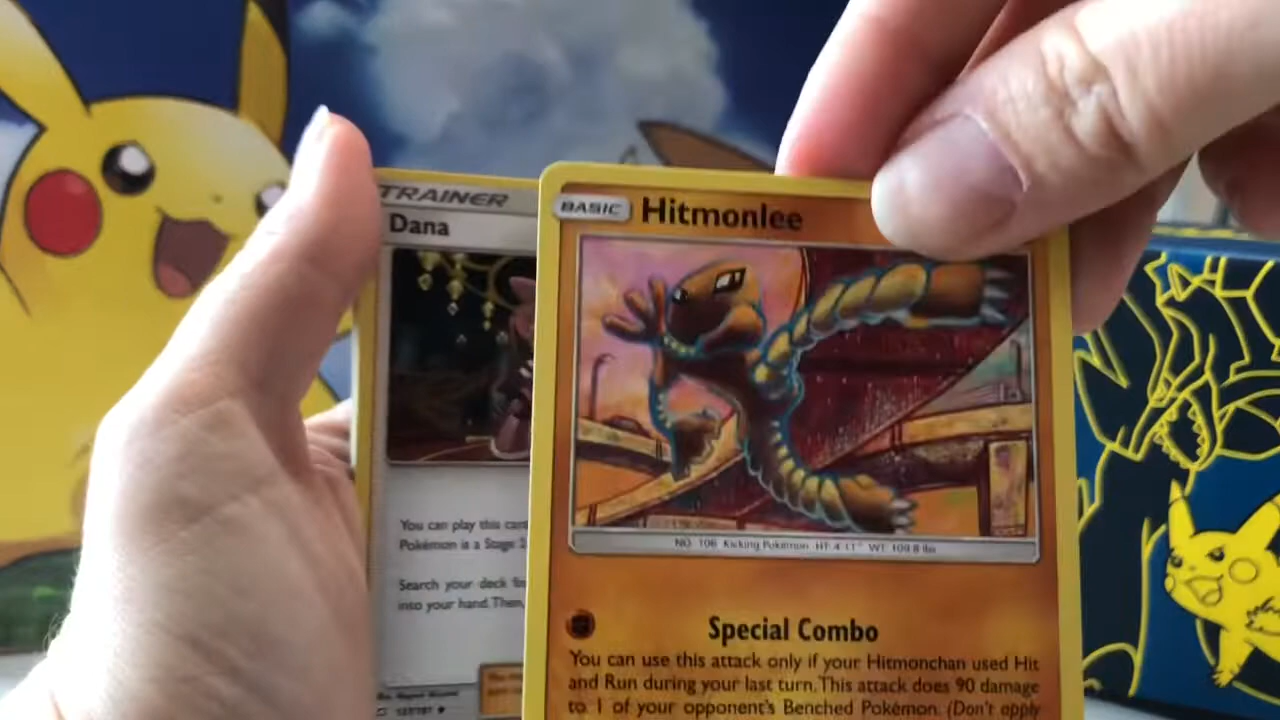 TRAINER
Dana
You can play this card
Pokémon is a Stage 2
Search your deck for
into your hand. Then,
BASIC
Hitmonlee
NO. 106 Kicking Pokémon HT: 4'11" WT: 109.8 lbs
Special Combo
You can use this attack only if your Hitmonchan used Hit
and Run during your last turn. This attack does 90 damage
to 1 of your opponent's Benched Pokémon. (Don't apply